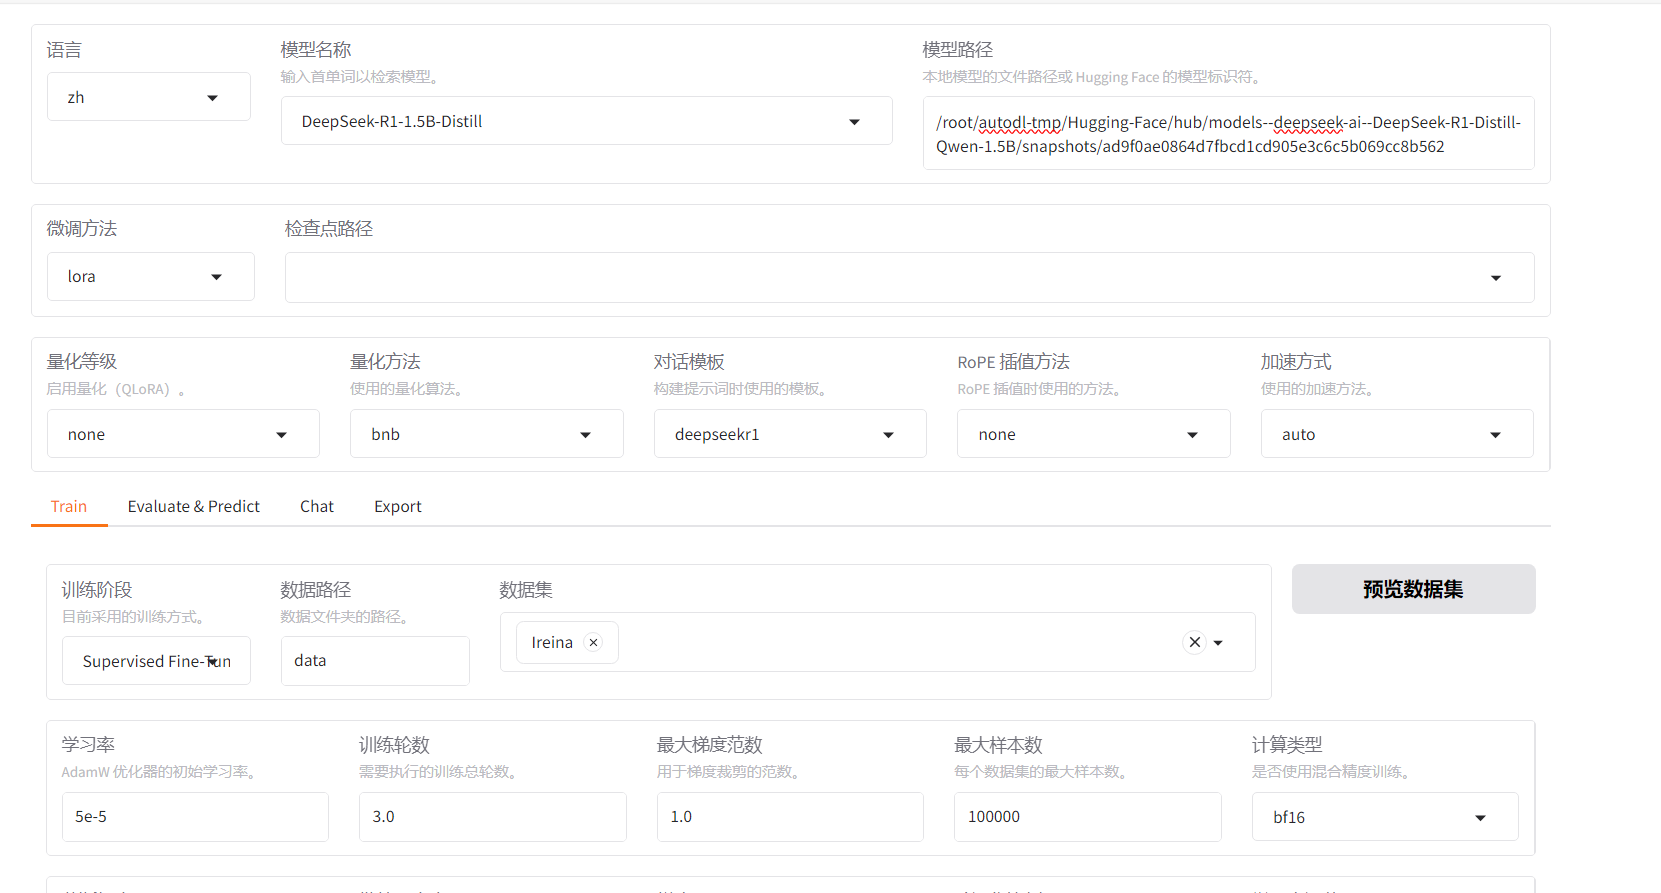 语言
模型名称
模型路径
输入首单词以检索模型。
本地模型的文件路径或 Hugging Face 的模型标识符。
zh
DeepSeek-R1-1.5B-Distill
/root/autodl-tmp/Hugging-Face/hub/models--deepseek-ai--DeepSeek-R1-Distill-
Qwen-1.5B/snapshots/ad9f0ae0864d7fbcd1cd905e3c6c5b069cc8b562
微调方法
检查点路径
lora
量化等级
量化方法
对话模板
RoPE 插值方法
加速方式
启用量化（QLoRA）。
使用的量化算法。
构建提示词时使用的模板。
RoPE 插值时使用的方法。
使用的加速方法。
none
bnb
deepseekr1
none
auto
Train
Evaluate & Predict
Chat
Export
训练阶段
数据路径
数据集
预览数据集
目前采用的训练方式。
数据文件夹的路径。
Ireina
Supervised Fine-Tun
data
学习率
训练轮数
最大梯度范数
最大样本数
计算类型
AdamW 优化器的初始学习率。
需要执行的训练总轮数。
用于梯度裁剪的范数。
每个数据集的最大样本数。
是否使用混合精度训练。
5e-5
3.0
1.0
100000
bf16